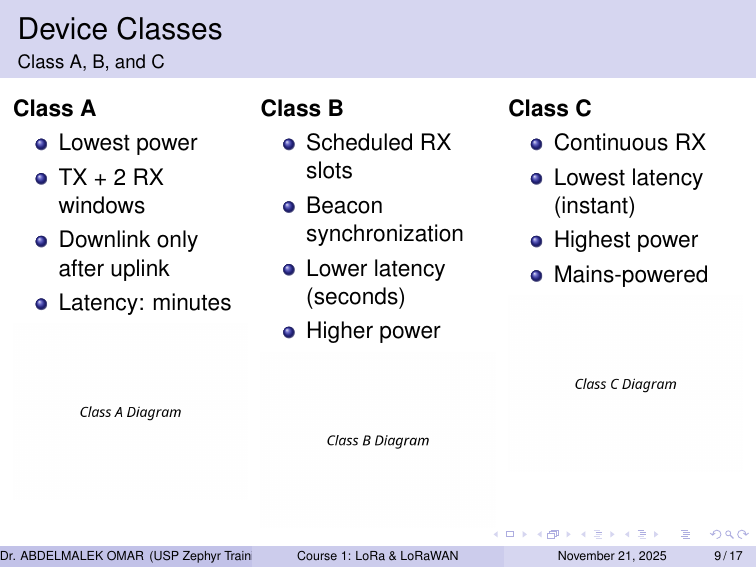 Device Classes
Class A, B, and C
Class A
Lowest power
TX + 2 RX
windows
Downlink only
after uplink
Latency: minutes
Class A Diagram
Class B
Scheduled RX
slots
Beacon
synchronization
Lower latency
(seconds)
Higher power
Class B Diagram
Class C
Continuous RX
Lowest latency
(instant)
Highest power
Mains-powered
Class C Diagram
Dr. ABDELMALEK OMAR (USP Zephyr Train
Course 1: LoRa & LoRaWAN
November 21, 2025
9 / 17